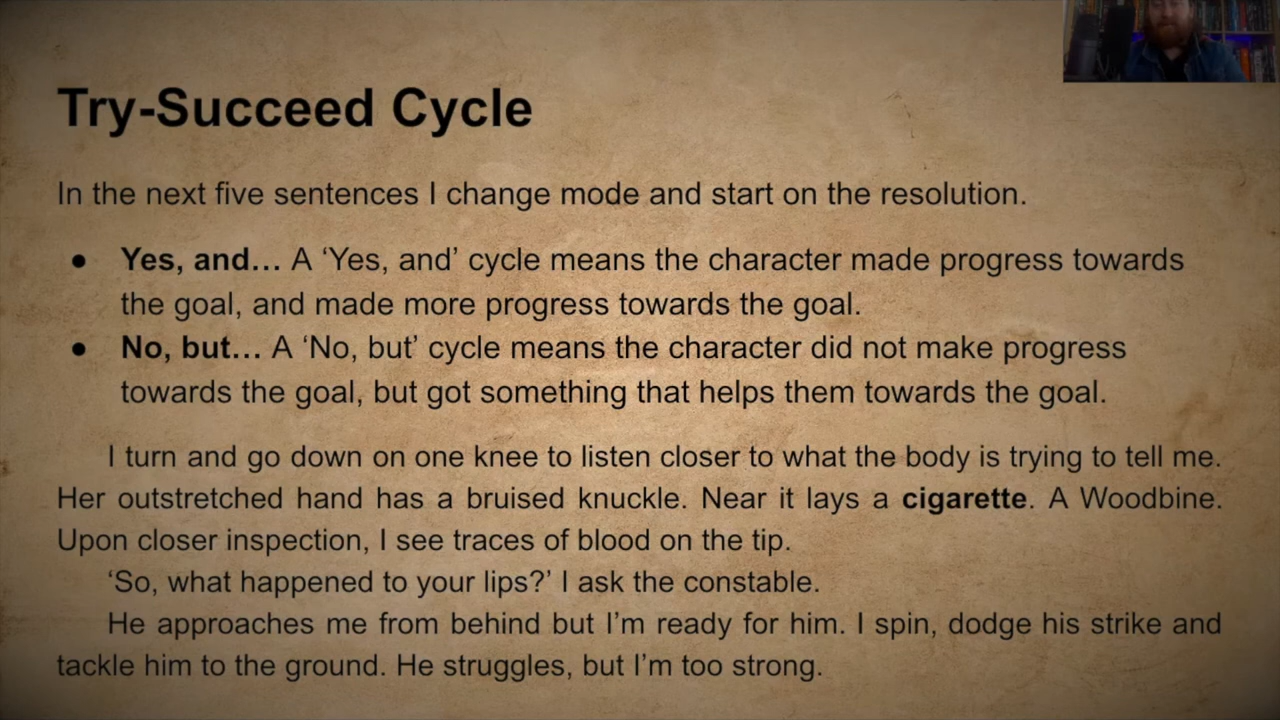 Try-Succeed Cycle
In the next five sentences I change mode and start on the resolution.
● Yes, and… A ‘Yes, and’ cycle means the character made progress towards
the goal, and made more progress towards the goal.
● No, but… A ‘No, but’ cycle means the character did not make progress
towards the goal, but got something that helps them towards the goal.
I turn and go down on one knee to listen closer to what the body is trying to tell me.
Her outstretched hand has a bruised knuckle. Near it lays a cigarette. A Woodbine.
Upon closer inspection, I see traces of blood on the tip.
‘So, what happened to your lips?’ I ask the constable.
He approaches me from behind but I’m ready for him. I spin, dodge his strike and
tackle him to the ground. He struggles, but I’m too strong.